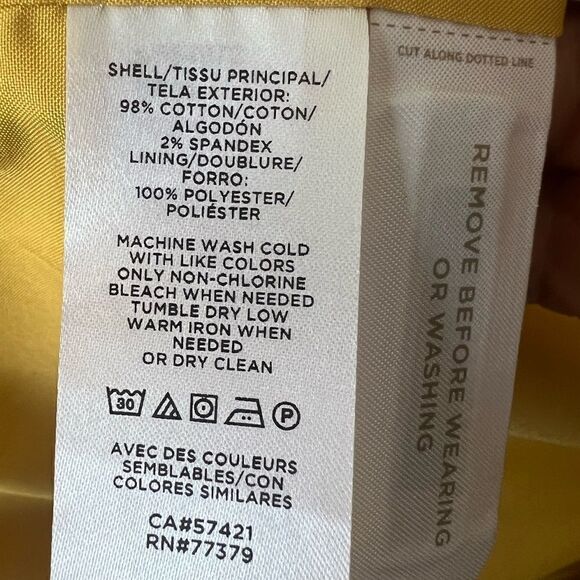 SHELL/TISSU PRINCIPAL/
TELA EXTERIOR:
98% COTTON/COTON/
ALGODÓN
2% SPANDEX
LINING/DOUBLURE/
FORRO:
100% POLYESTER/
POLIÉSTER
MACHINE WASH COLD
WITH LIKE COLORS
ONLY NON-CHLORINE
BLEACH WHEN NEEDED
TUMBLE DRY LOW
WARM IRON WHEN
NEEDED
OR DRY CLEAN
30 P
AVEC DES COULEURS
SEMBLABLES/CON
COLORES SIMILARES
CA#57421
RN#77379
CUT ALONG DOTTED LINE
REMOVE BEFORE WEARING
OR WASHING